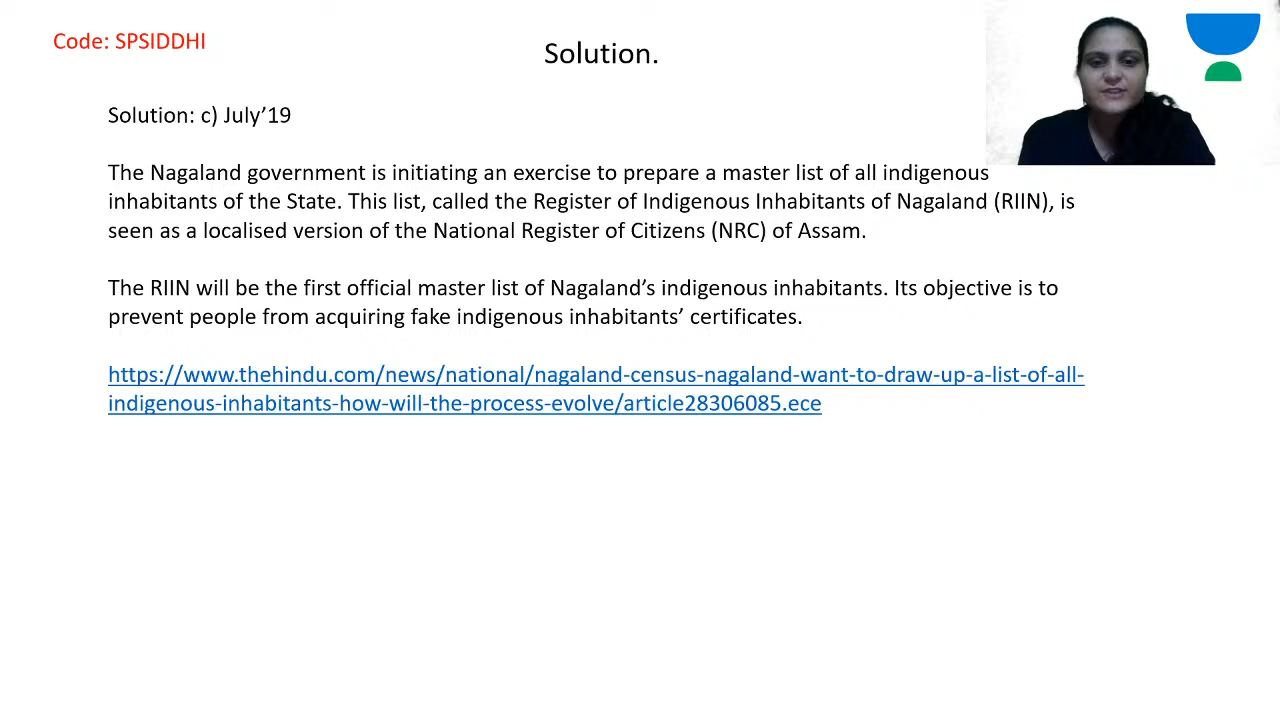 Code: SPSIDDHI
Solution.
Solution: c) July’19
The Nagaland government is initiating an exercise to prepare a master list of all indigenous
inhabitants of the State. This list, called the Register of Indigenous Inhabitants of Nagaland (RIIN), is
seen as a localised version of the National Register of Citizens (NRC) of Assam.
The RIIN will be the first official master list of Nagaland’s indigenous inhabitants. Its objective is to
prevent people from acquiring fake indigenous inhabitants’ certificates.
https://www.thehindu.com/news/national/nagaland-census-nagaland-want-to-draw-up-a-list-of-all-
indigenous-inhabitants-how-will-the-process-evolve/article28306085.ece